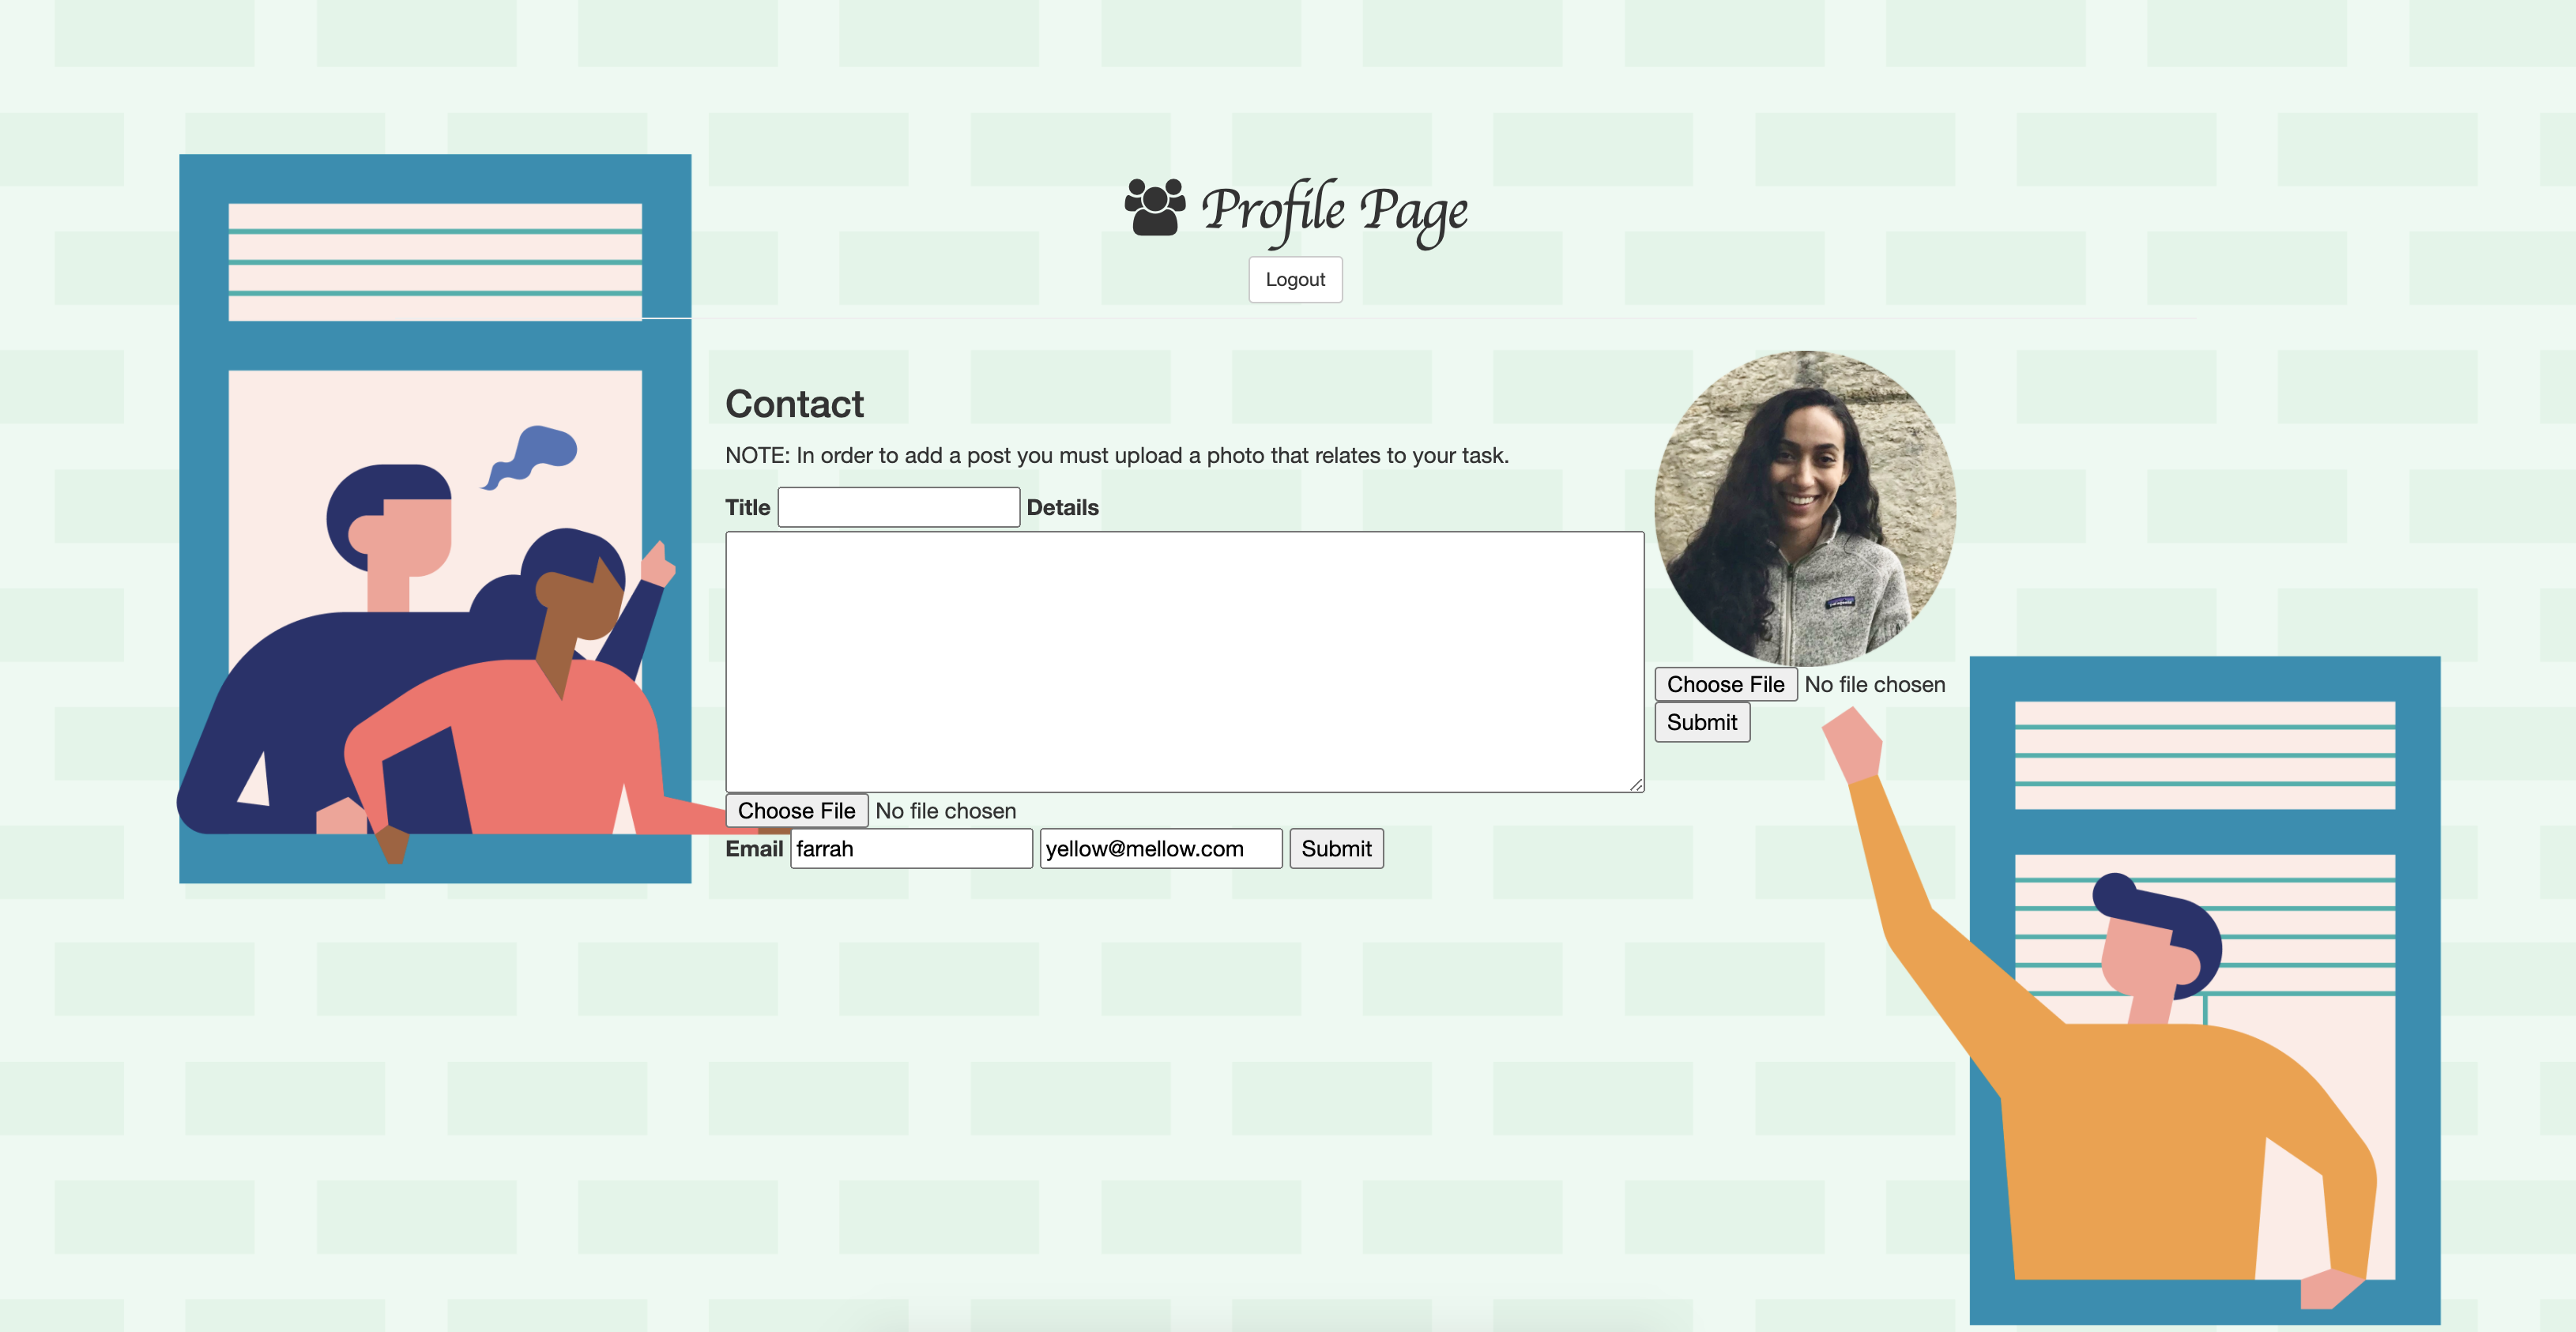 Profile Page
Logout
Contact
NOTE: In order to add a post you must upload a photo that relates to your task.
Title Details
Choose File No file chosen
Submit
Choose File No file chosen
Email farrah yellow@mellow.com Submit